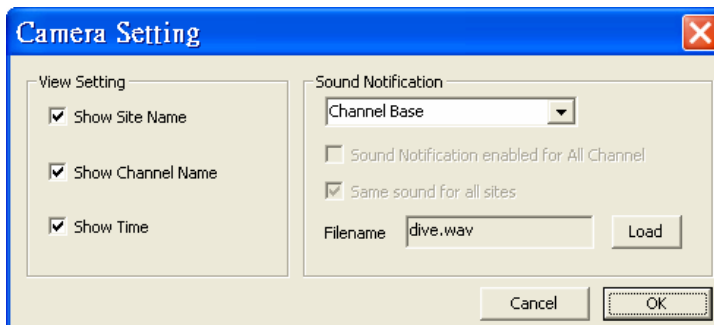 Camera Setting
View Setting
Show Site Name
Show Channel Name
Show Time
Sound Notification
Channel Base
Sound Notification enabled for All Channel
Same sound for all sites
Filename dive.wav Load
Cancel OK